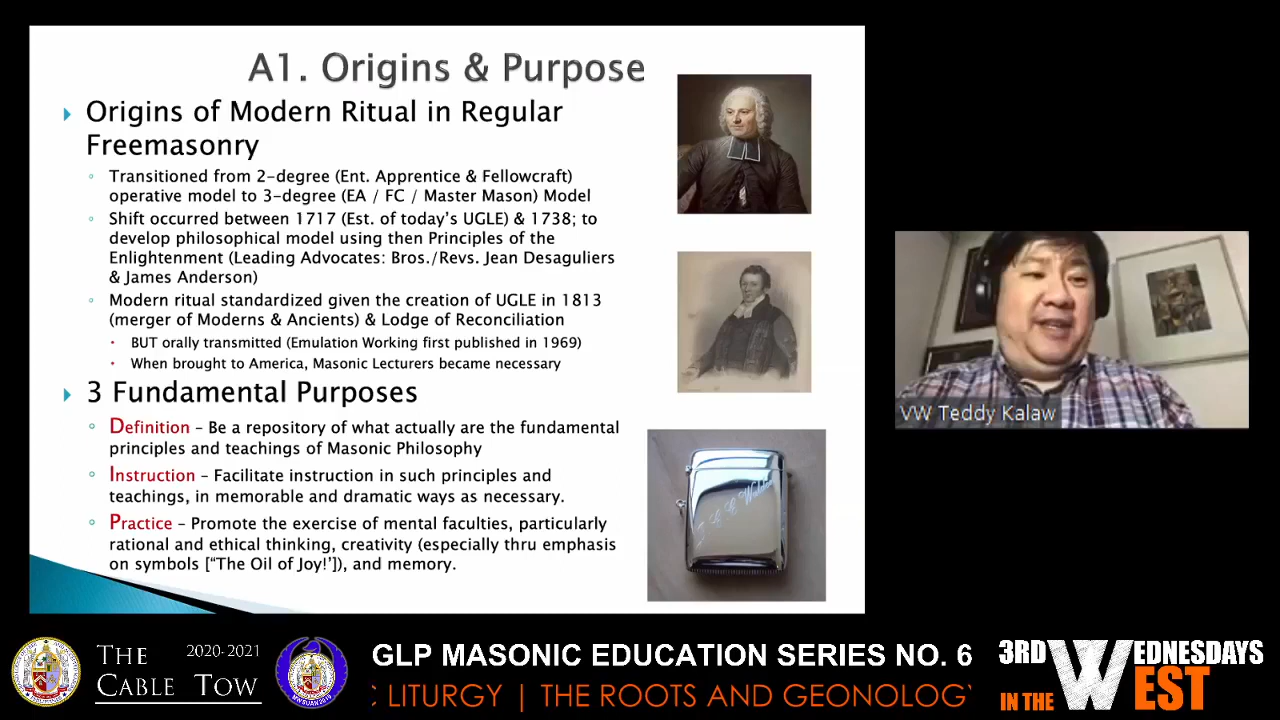 A1. Origins & Purpose
Origins of Modern Ritual in Regular
Freemasonry
Transitioned from 2-degree (Ent. Apprentice & Fellowcraft)
operative model to 3-degree (EA / FC / Master Mason) Model
Shift occurred between 1717 (Est. of today's UGLE) & 1738; to
develop philosophical model using then Principles of the
Enlightenment (Leading Advocates: Bros./Revs. Jean Desaguliers
& James Anderson)
Modern ritual standardized given the creation of UGLE in 1813
(merger of Moderns & Ancients) & Lodge of Reconciliation
BUT orally transmitted (Emulation Working first published in 1969)
When brought to America, Masonic Lecturers became necessary
3 Fundamental Purposes
Definition – Be a repository of what actually are the fundamental
principles and teachings of Masonic Philosophy
Instruction – Facilitate instruction in such principles and
teachings, in memorable and dramatic ways as necessary.
Practice – Promote the exercise of mental faculties, particularly
rational and ethical thinking, creativity (especially thru emphasis
on symbols ["The Oil of Joy!']), and memory.
VW Teddy Kalaw
THE 2020-2021
CABLE TOW
GLP MASONIC EDUCATION SERIES NO. 6
C LITURGY | THE ROOTS AND GEONOLOGY
3RD WEDNESDAYS
IN THE WEST